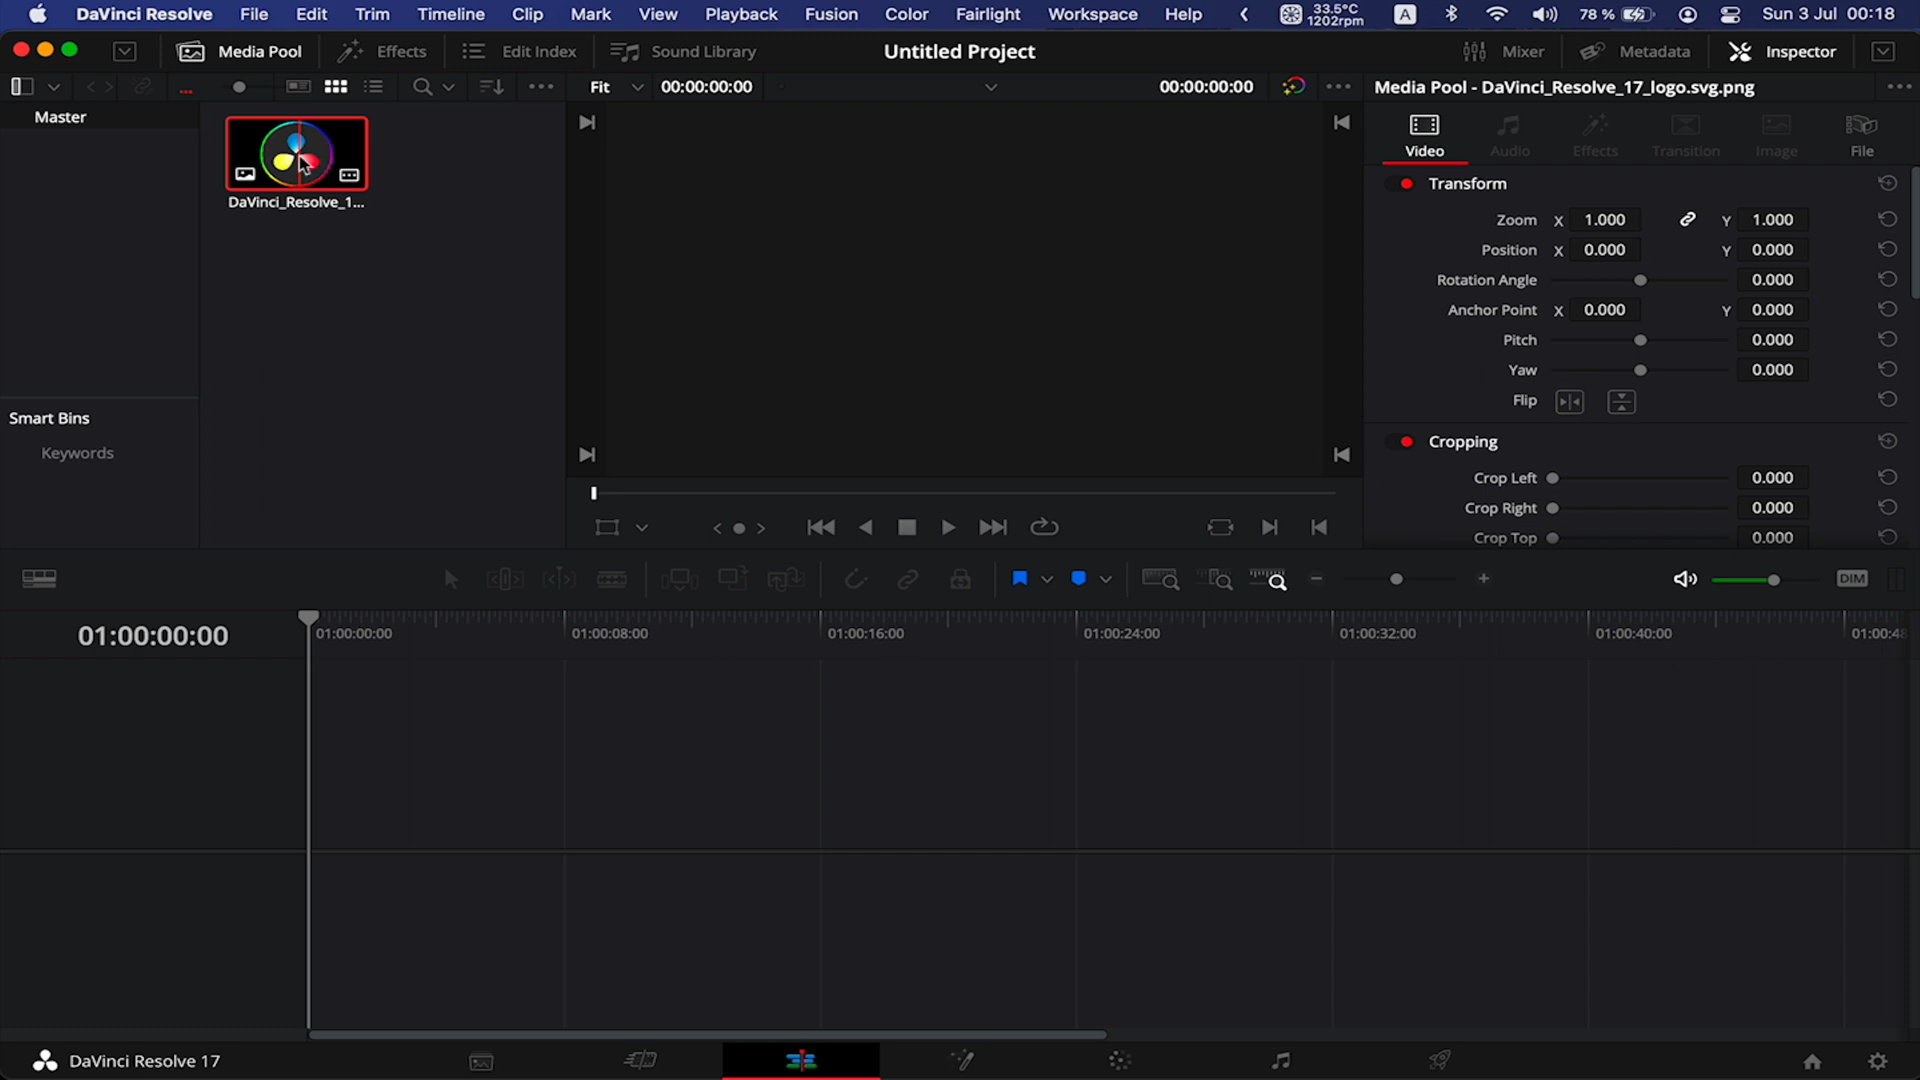 DaVinci Resolve File Edit Trim Timeline Clip Mark View Playback Fusion Color Fairlight Workspace Help 33.5°C 1202rpm A 78 % Sun 3 Jul 00:18
Media Pool Effects Edit Index Sound Library Untitled Project Mixer Metadata Inspector
Fit 00:00:00:00 00:00:00:00 Media Pool - DaVinci_Resolve_17_logo.svg.png
Master
DaVinci_Resolve_1...
Smart Bins
Keywords
Video Audio Effects Transition Image File
Transform
Zoom X 1.000 Y 1.000
Position X 0.000 Y 0.000
Rotation Angle 0.000
Anchor Point X 0.000 Y 0.000
Pitch 0.000
Yaw 0.000
Flip
Cropping
Crop Left 0.000
Crop Right 0.000
Crop Top 0.000
DIM
01:00:00:00 01:00:00:00 01:00:08:00 01:00:16:00 01:00:24:00 01:00:32:00 01:00:40:00 01:00:48
DaVinci Resolve 17